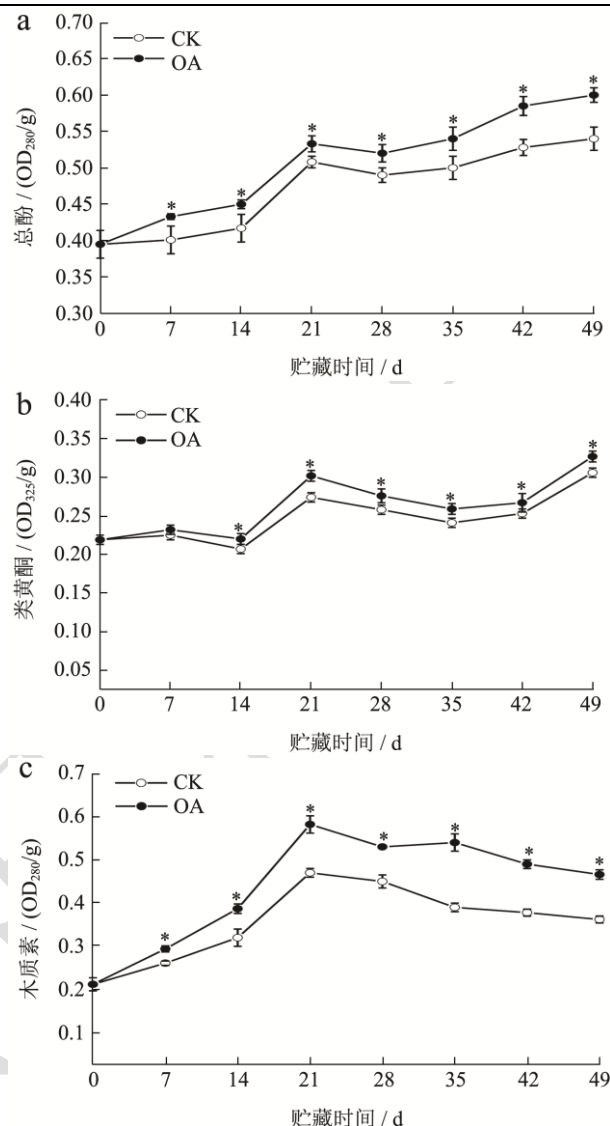 a
CK
OA
0.70
0.65
0.60
0.55
0.50
0.45
0.40
0.35
0.30
总酚 / (OD280/g)
* * * * * * *
0 7 14 21 28 35 42 49
贮藏时间 / d
b
CK
OA
0.40
0.35
0.30
0.25
0.20
0.15
0.10
0.05
类黄酮 / (OD325/g)
* * * * * *
0 7 14 21 28 35 42 49
贮藏时间 / d
c
CK
OA
0.7
0.6
0.5
0.4
0.3
0.2
0.1
木质素 / (OD280/g)
* * * * * * *
0 7 14 21 28 35 42 49
贮藏时间 / d